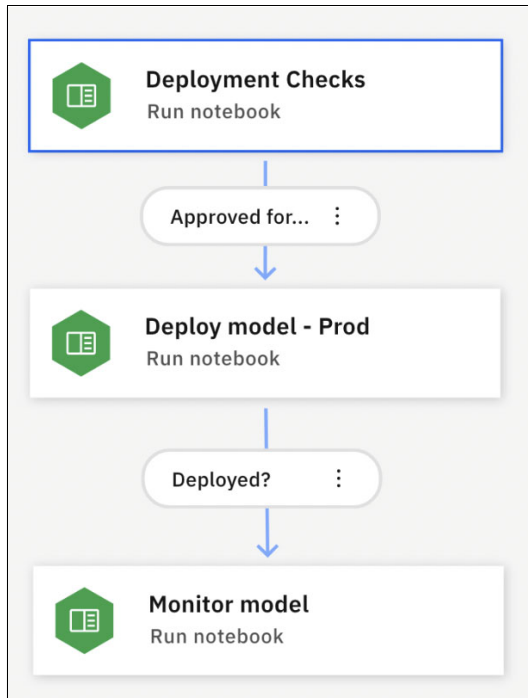 Deployment Checks
Run notebook
Approved for...
Deploy model - Prod
Run notebook
Deployed?
Monitor model
Run notebook